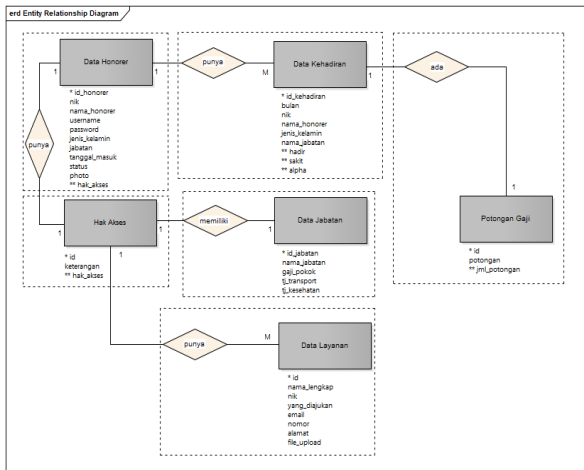 erd Entity Relationship Diagram
Data Honorer
* id_honorer
nik
nama_honorer
username
password
jenis_kelamin
jabatan
tanggal_masuk
status
photo
** hak_akses
1
1
punya
M
Data Kehadiran
* id_kehadiran
bulan
nik
nama_honorer
jenis_kelamin
nama_jabatan
** hadir
** sakit
** alpha
1
ada
1
Potongan Gaji
* id
potongan
** jml_potongan
punya
1
Hak Akses
* id
keterangan
** hak_akses
1
memiliki
1
Data Jabatan
* id_jabatan
nama_jabatan
gaji_pokok
tj_transport
tj_kesehatan
1
punya
M
Data Layanan
* id
nama_lengkap
nik
yang_diajukan
email
nomor
alamat
file_upload